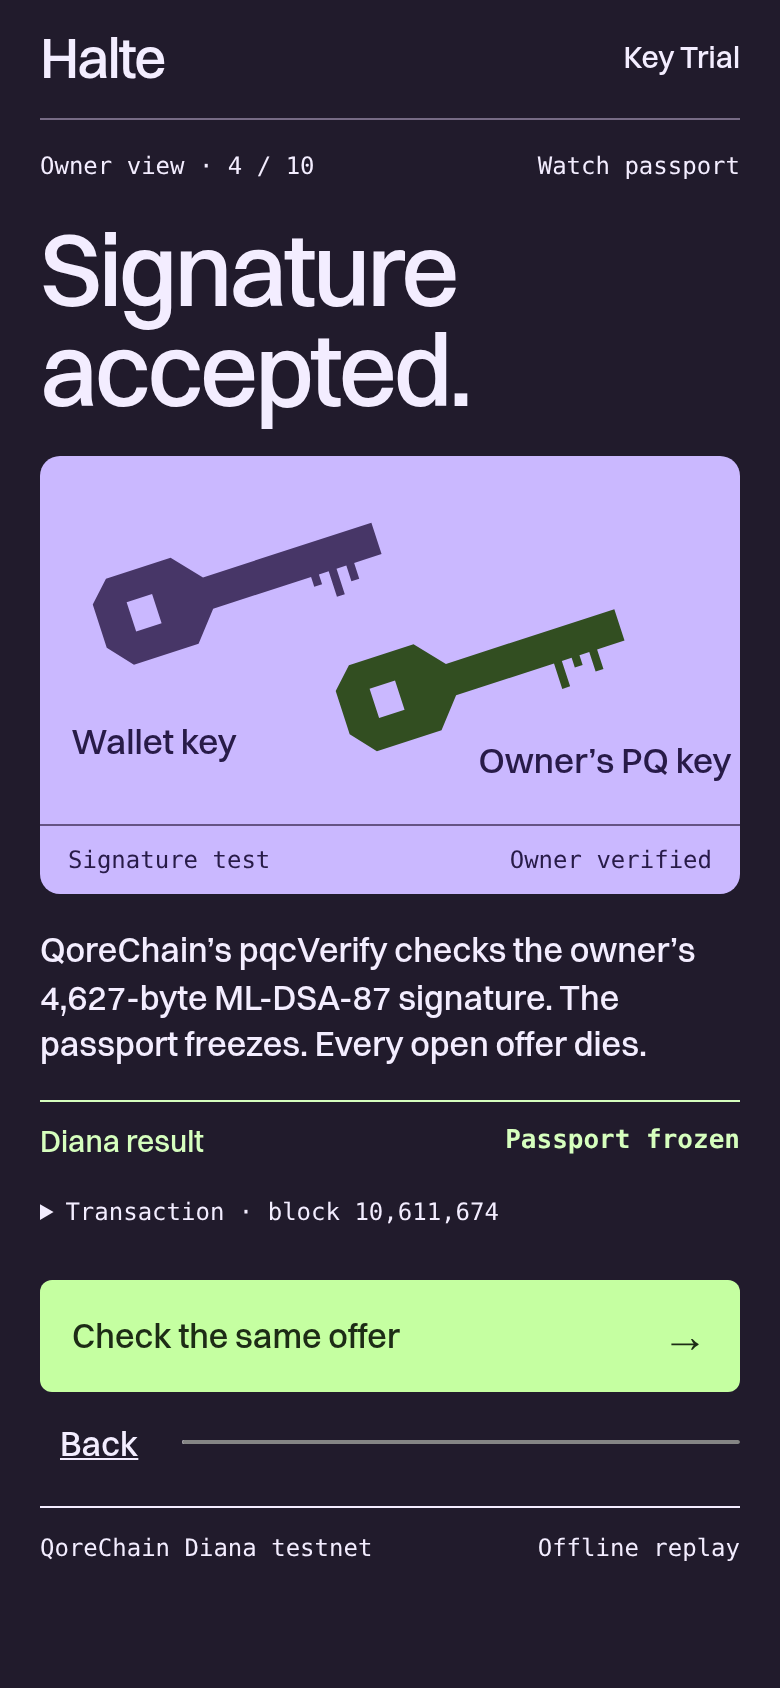 Halte
Key Trial
Owner view · 4 / 10
Watch passport
Signature
accepted.
Wallet key
Owner’s PQ key
Signature test
Owner verified
QoreChain’s pqcVerify checks the owner’s
4,627-byte ML-DSA-87 signature. The
passport freezes. Every open offer dies.
Diana result
Passport frozen
Transaction · block 10,611,674
Check the same offer →
Back
QoreChain Diana testnet
Offline replay